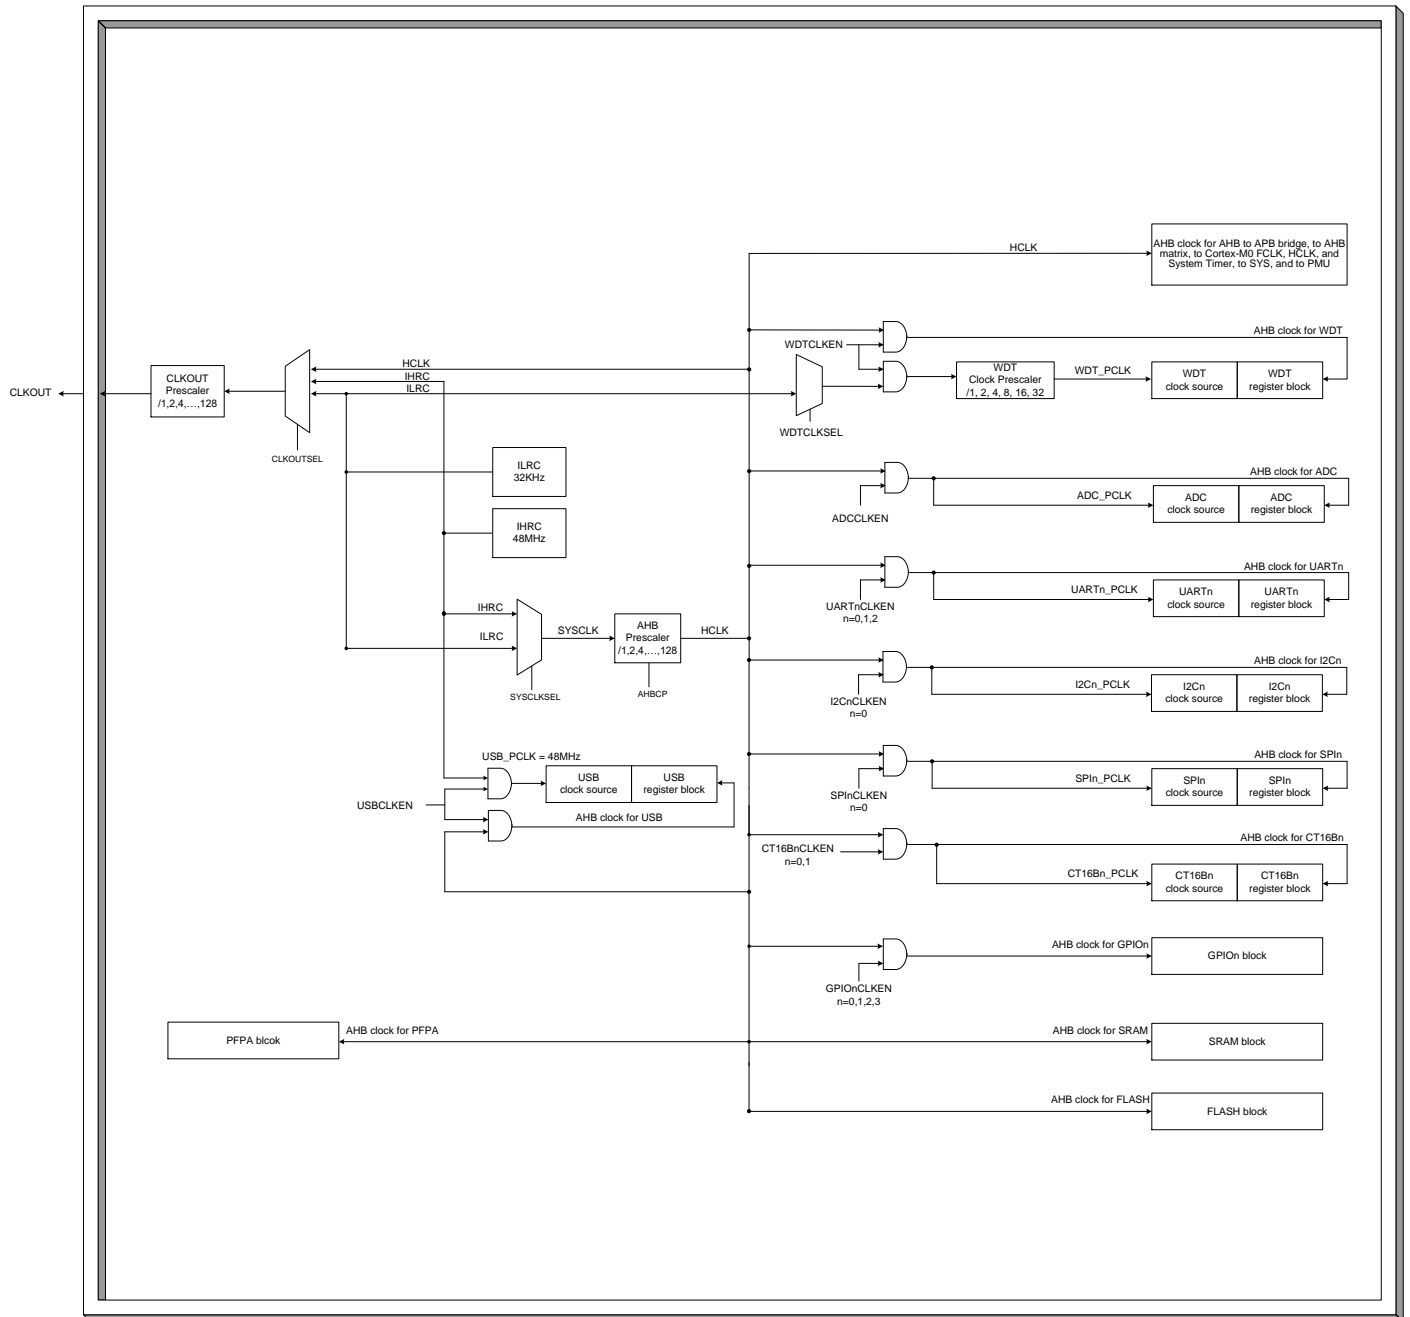 HCLK
AHB clock for AHB to APB bridge, to AHB
matrix, to Cortex-M0 FCLK, HCLK, and
System Timer, to SYS, and to PMU
AHB clock for WDT
WDTCLKEN
HCLK
IHRC
ILRC
CLKOUT
CLKOUT
Prescaler
/1,2,4,…,128
WDT
Clock Prescaler
/1, 2, 4, 8, 16, 32
WDT_PCLK
WDT
clock source
WDT
register block
WDTCLKSEL
CLKOUTSEL
ILRC
32KHz
AHB clock for ADC
ADC_PCLK
ADC
clock source
ADC
register block
ADCCLKEN
IHRC
48MHz
AHB clock for UARTn
UARTn_PCLK
UARTn
clock source
UARTn
register block
UARTnCLKEN
n=0,1,2
IHRC
ILRC
SYSCLK
AHB
Prescaler
/1,2,4,…,128
HCLK
SYSCLKSEL
AHBCP
AHB clock for I2Cn
I2Cn_PCLK
I2Cn
clock source
I2Cn
register block
I2CnCLKEN
n=0
USB_PCLK = 48MHz
USB
clock source
USB
register block
USBCLKEN
AHB clock for USB
AHB clock for SPIn
SPIn_PCLK
SPIn
clock source
SPIn
register block
SPInCLKEN
n=0
AHB clock for CT16Bn
CT16BnCLKEN
n=0,1
CT16Bn_PCLK
CT16Bn
clock source
CT16Bn
register block
AHB clock for GPIOn
GPIOn block
GPIOnCLKEN
n=0,1,2,3
PFPA blcok
AHB clock for PFPA
AHB clock for SRAM
SRAM block
AHB clock for FLASH
FLASH block